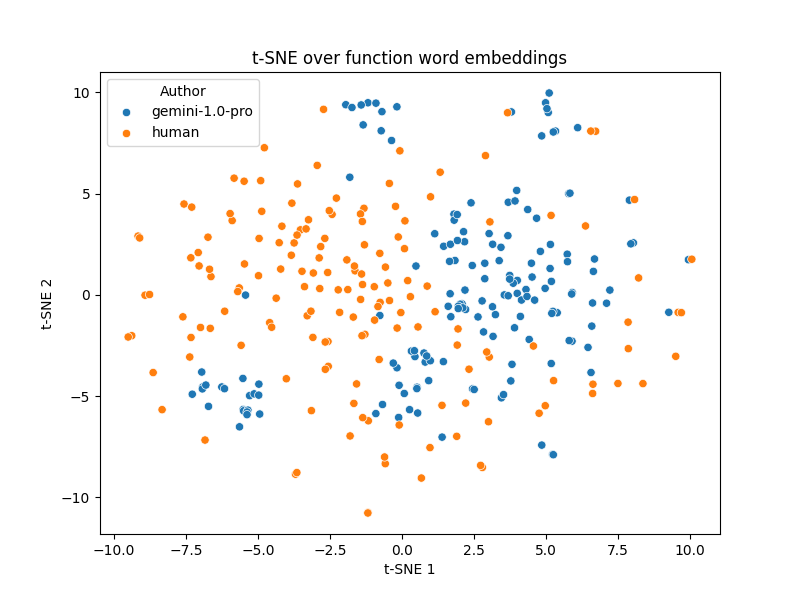 t-SNE over function word embeddings
Author
gemini-1.0-pro
human
10
5
0
−5
−10
t-SNE 2
−10.0 −7.5 −5.0 −2.5 0.0 2.5 5.0 7.5 10.0
t-SNE 1